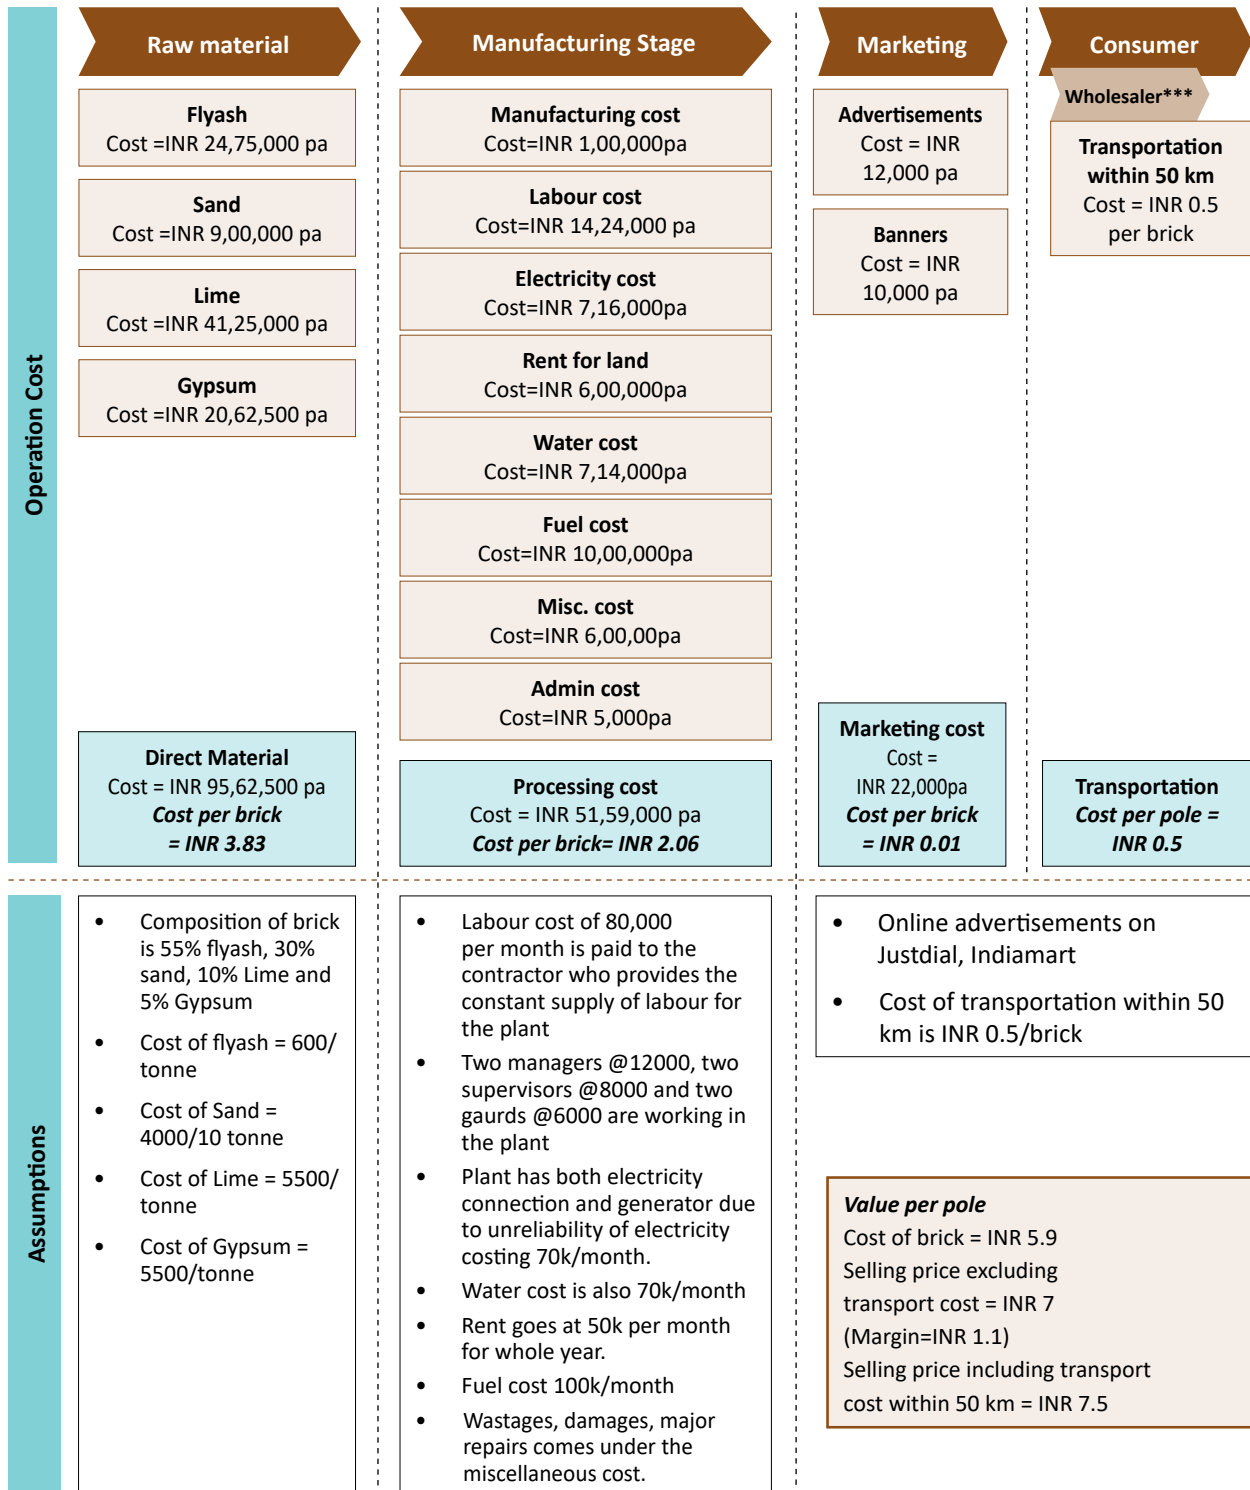 Operation Cost
Raw material
Flyash
Cost =INR 24,75,000 pa
Sand
Cost =INR 9,00,000 pa
Lime
Cost =INR 41,25,000 pa
Gypsum
Cost =INR 20,62,500 pa
Direct Material
Cost = INR 95,62,500 pa
Cost per brick
= INR 3.83
Manufacturing Stage
Manufacturing cost
Cost=INR 1,00,000pa
Labour cost
Cost=INR 14,24,000 pa
Electricity cost
Cost=INR 7,16,000pa
Rent for land
Cost=INR 6,00,000pa
Water cost
Cost=INR 7,14,000pa
Fuel cost
Cost=INR 10,00,000pa
Misc. cost
Cost=INR 6,00,00pa
Admin cost
Cost=INR 5,000pa
Processing cost
Cost = INR 51,59,000 pa
Cost per brick= INR 2.06
Marketing
Advertisements
Cost = INR
12,000 pa
Banners
Cost = INR
10,000 pa
Marketing cost
Cost =
INR 22,000pa
Cost per brick
= INR 0.01
Consumer
Wholesaler***
Transportation
within 50 km
Cost = INR 0.5
per brick
Transportation
Cost per pole =
INR 0.5
Assumptions
• Composition of brick
is 55% flyash, 30%
sand, 10% Lime and
5% Gypsum
• Cost of flyash = 600/
tonne
• Cost of Sand =
4000/10 tonne
• Cost of Lime = 5500/
tonne
• Cost of Gypsum =
5500/tonne
• Labour cost of 80,000
per month is paid to the
contractor who provides the
constant supply of labour for
the plant
• Two managers @12000, two
supervisors @8000 and two
gaurds @6000 are working in
the plant
• Plant has both electricity
connection and generator due
to unreliability of electricity
costing 70k/month.
• Water cost is also 70k/month
• Rent goes at 50k per month
for whole year.
• Fuel cost 100k/month
• Wastages, damages, major
repairs comes under the
miscellaneous cost.
• Online advertisements on
Justdial, Indiamart
• Cost of transportation within 50
km is INR 0.5/brick
Value per pole
Cost of brick = INR 5.9
Selling price excluding
transport cost = INR 7
(Margin=INR 1.1)
Selling price including transport
cost within 50 km = INR 7.5